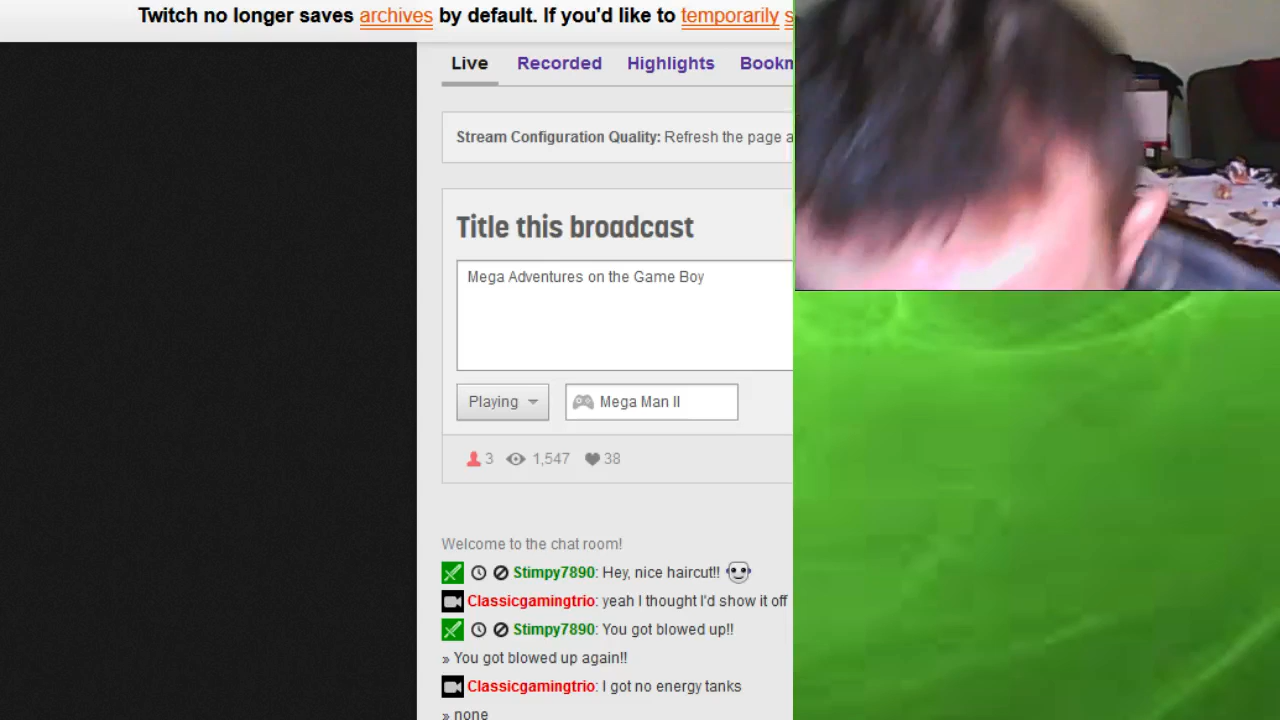 Twitch no longer saves archives by default. If you'd like to temporarily s
Live Recorded Highlights Bookm
Stream Configuration Quality: Refresh the page a
Title this broadcast
Mega Adventures on the Game Boy
Playing Mega Man II
3 1,547 38
Welcome to the chat room!
Stimpy7890: Hey, nice haircut!!
Classicgamingtrio: yeah I thought I'd show it off
Stimpy7890: You got blowed up!!
» You got blowed up again!!
Classicgamingtrio: I got no energy tanks
» none